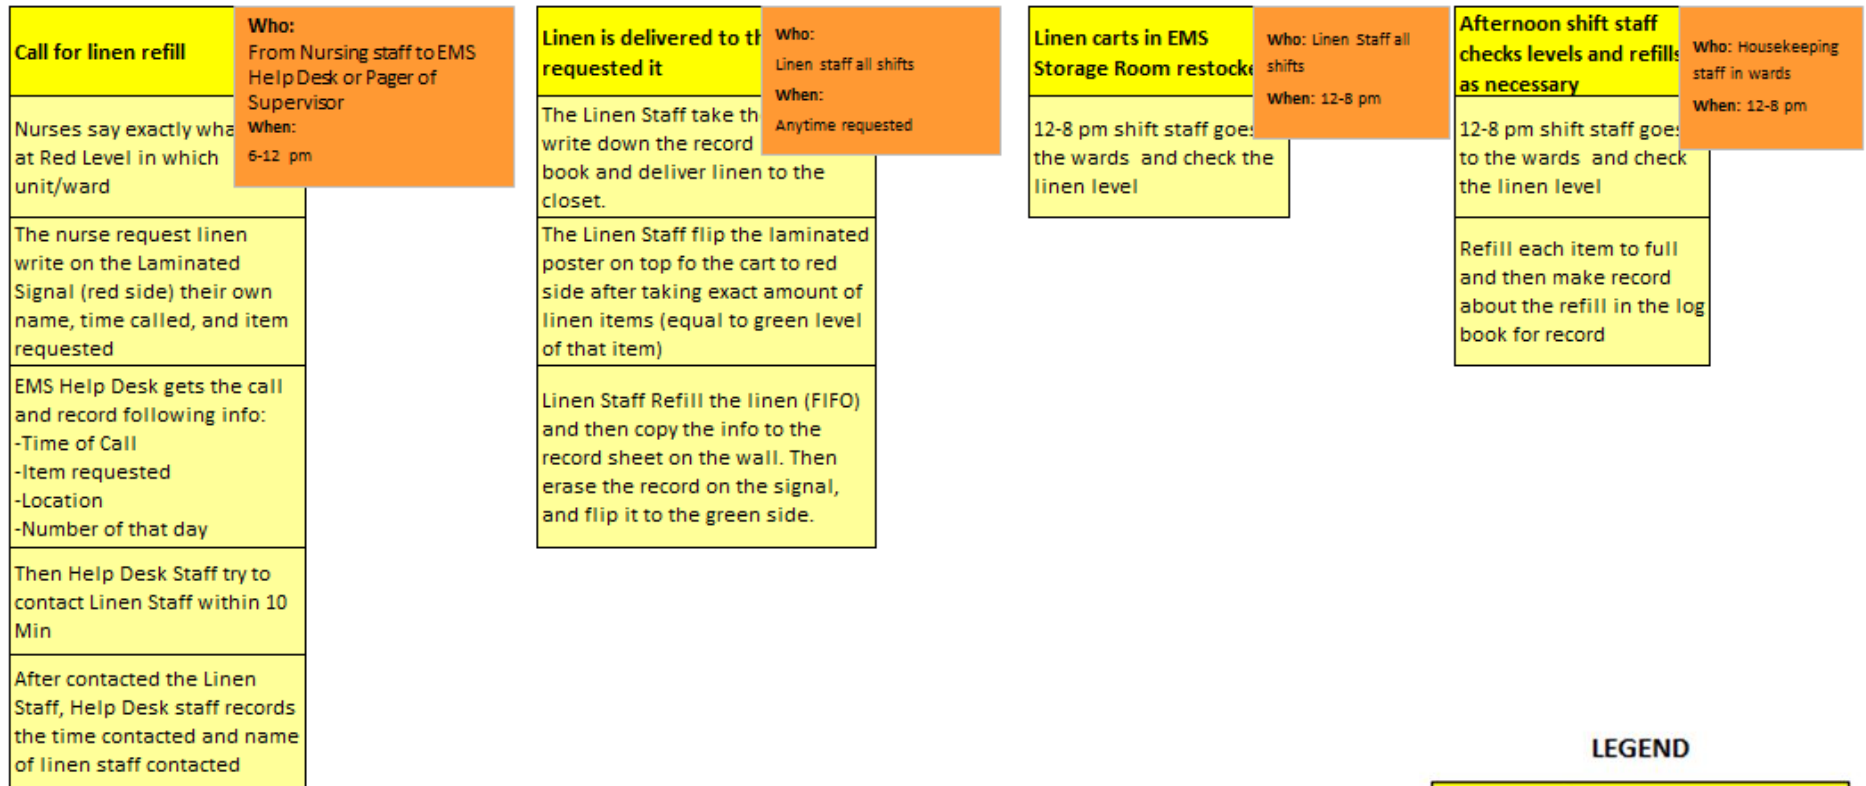 Call for linen refill
Who:
From Nursing staff to EMS
Help Desk or Pager of
Supervisor
When:
6-12 pm
Nurses say exactly
at Red Level in which
unit/ward
The nurse request linen
write on the Laminated
Signal (red side) their own
name, time called, and item
requested
EMS Help Desk gets the call
and record following info:
-Time of Call
-Item requested
-Location
-Number of that day
Then Help Desk Staff try to
contact Linen Staff within 10
Min
After contacted the Linen
Staff, Help Desk staff records
the time contacted and name
of linen staff contacted
Linen is delivered to
requested it
Who:
Linen staff all shifts
When:
Anytime requested
The Linen Staff take
write down the record
book and deliver linen to the
closet.
The Linen Staff flip the laminated
poster on top fo the cart to red
side after taking exact amount of
linen items (equal to green level
of that item)
Linen Staff Refill the linen (FIFO)
and then copy the info to the
record sheet on the wall. Then
erase the record on the signal,
and flip it to the green side.
Linen carts in EMS
Storage Room
Who: Linen Staff all
shifts
When: 12-8 pm
12-8 pm shift staff goes
the wards and check the
linen level
Afternoon shift staff
checks levels and refills
as necessary
Who: Housekeeping
staff in wards
When: 12-8 pm
12-8 pm shift staff goes
to the wards and check
the linen level
Refill each item to full
and then make record
about the refill in the log
book for record
LEGEND